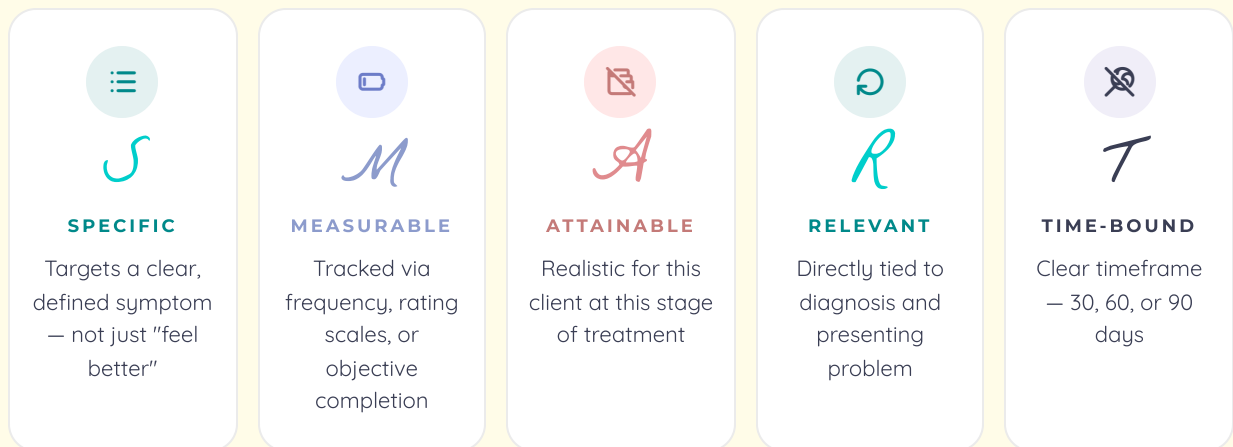 S
SPECIFIC
Targets a clear,
defined symptom
— not just "feel
better"
M
MEASURABLE
Tracked via
frequency, rating
scales, or
objective
completion
A
ATTAINABLE
Realistic for this
client at this stage
of treatment
R
RELEVANT
Directly tied to
diagnosis and
presenting
problem
T
TIME-BOUND
Clear timeframe
— 30, 60, or 90
days